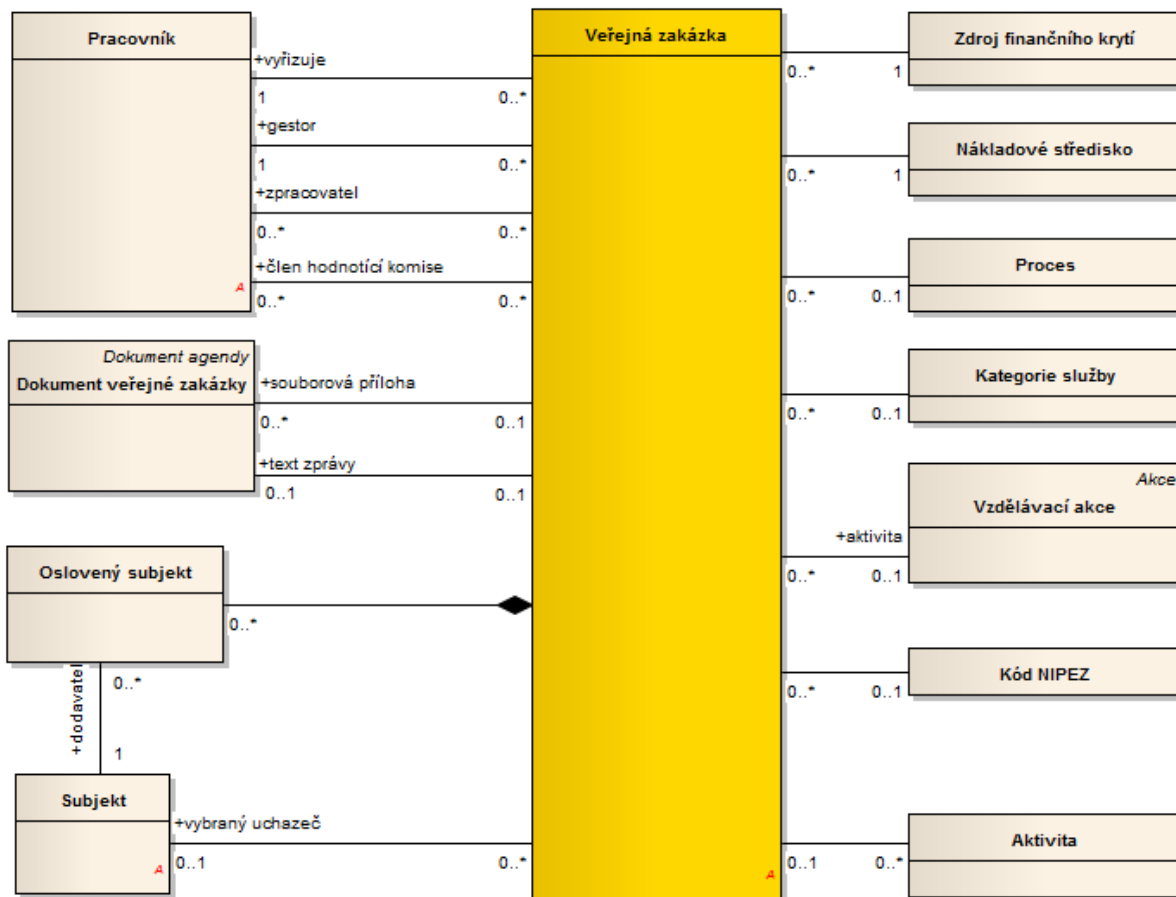 Pracovník
+vyřizuje
1 0..*
+gestor
1 0..*
+zpracovatel
0..* 0..*
+člen hodnotící komise
A
0..* 0..*
Dokument agendy
Dokument veřejné zakázky
+souborová příloha
0..* 0..1
+text zprávy
0..1 0..1
Oslovený subjekt
0..*
+dodavatel
0..*
1
Subjekt
A
+vybraný uchazeč
0..1 0..*
Veřejná zakázka
A
Zdroj finančního krytí
0..* 1
Nákladové středisko
0..* 1
Proces
0..* 0..1
Kategorie služby
0..* 0..1
Akce
Vzdělávací akce
+aktivita
0..* 0..1
Kód NIPEZ
0..* 0..1
Aktivita
0..1 0..*